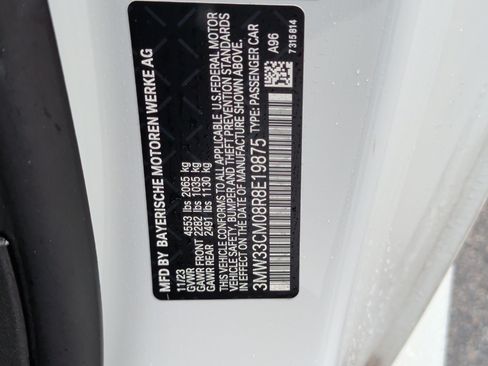 MFD BY BAYERISCHE MOTOREN WERKE AG
11/23
GVWR 4553 lbs 2065 kg
GAWR FRONT 2282 lbs 1035 kg
GAWR REAR 2491 lbs 1130 kg
THIS VEHICLE CONFORMS TO ALL APPLICABLE U.S.FEDERAL MOTOR
VEHICLE SAFETY, BUMPER AND THEFT PREVENTION STANDARDS
IN EFFECT ON THE DATE OF MANUFACTURE SHOWN ABOVE.
3MW33CM08R8E19875 TYPE: PASSENGER CAR
A96
7315814